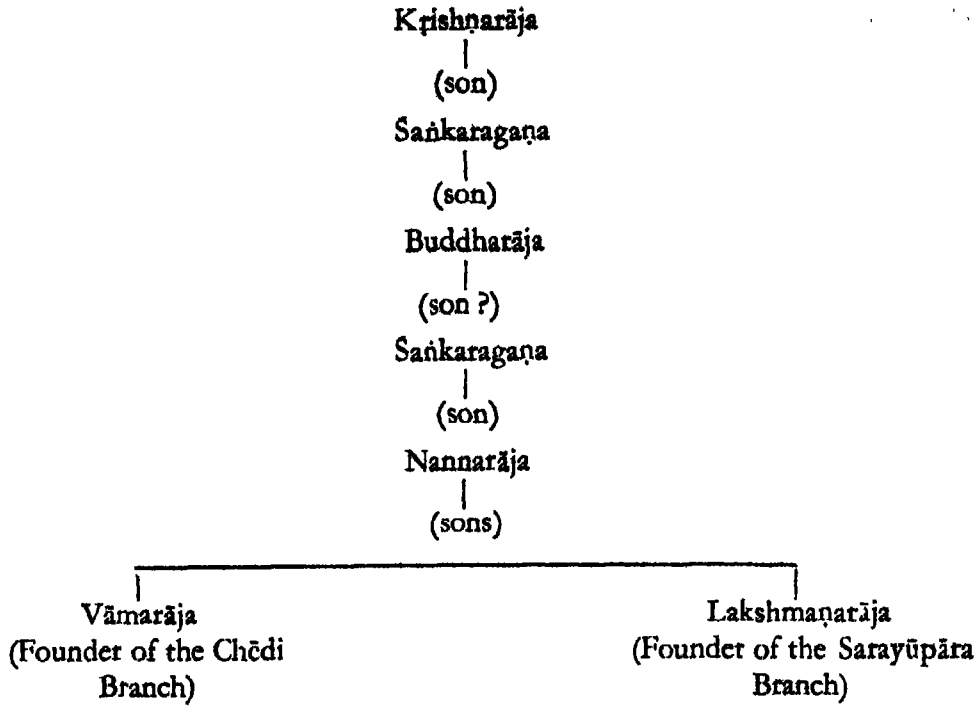 Kṛishṇarāja
(son)
Śaṅkaragaṇa
(son)
Buddharāja
(son ?)
Śaṅkaragaṇa
(son)
Nannarāja
(sons)
Vāmarāja
Lakshmaṇarāja
(Founder of the Chēdi
Branch)
(Founder of the Sarayūpāra
Branch)